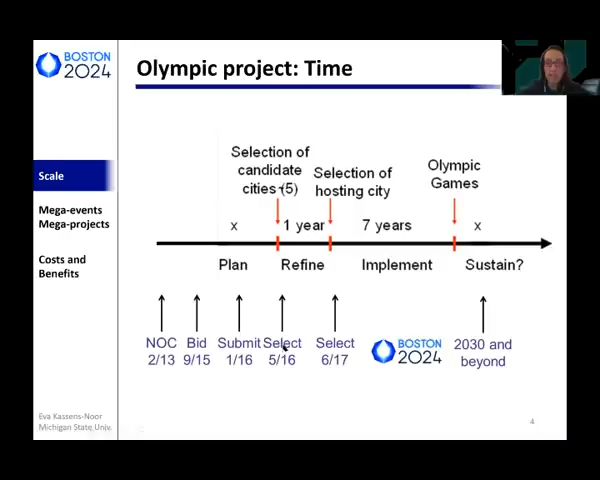 BOSTON
2024
Olympic project: Time
Scale
Mega-events
Mega-projects
Costs and
Benefits
Selection of
candidate
cities (5)
Selection of
hosting city
Olympic
Games
x
1 year
7 years
x
Plan
Refine
Implement
Sustain?
NOC
2/13
Bid
9/15
Submit
1/16
Select
5/16
Select
6/17
BOSTON
2024
2030 and
beyond
Eva Kassens-Noor
Michigan State Univ.
4